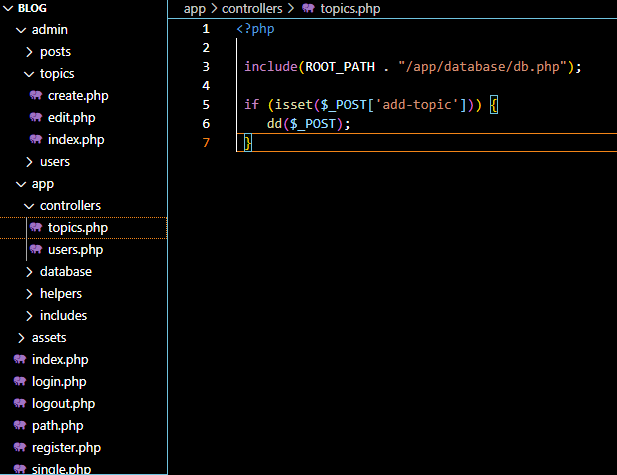 BLOG
admin
posts
topics
create.php
edit.php
index.php
users
app
controllers
topics.php
users.php
database
helpers
includes
assets
index.php
login.php
logout.php
path.php
register.php
single.php
app > controllers > topics.php
1 <?php
2
3 include(ROOT_PATH . "/app/database/db.php");
4
5 if (isset($_POST['add-topic'])) {
6 dd($_POST);
7 }